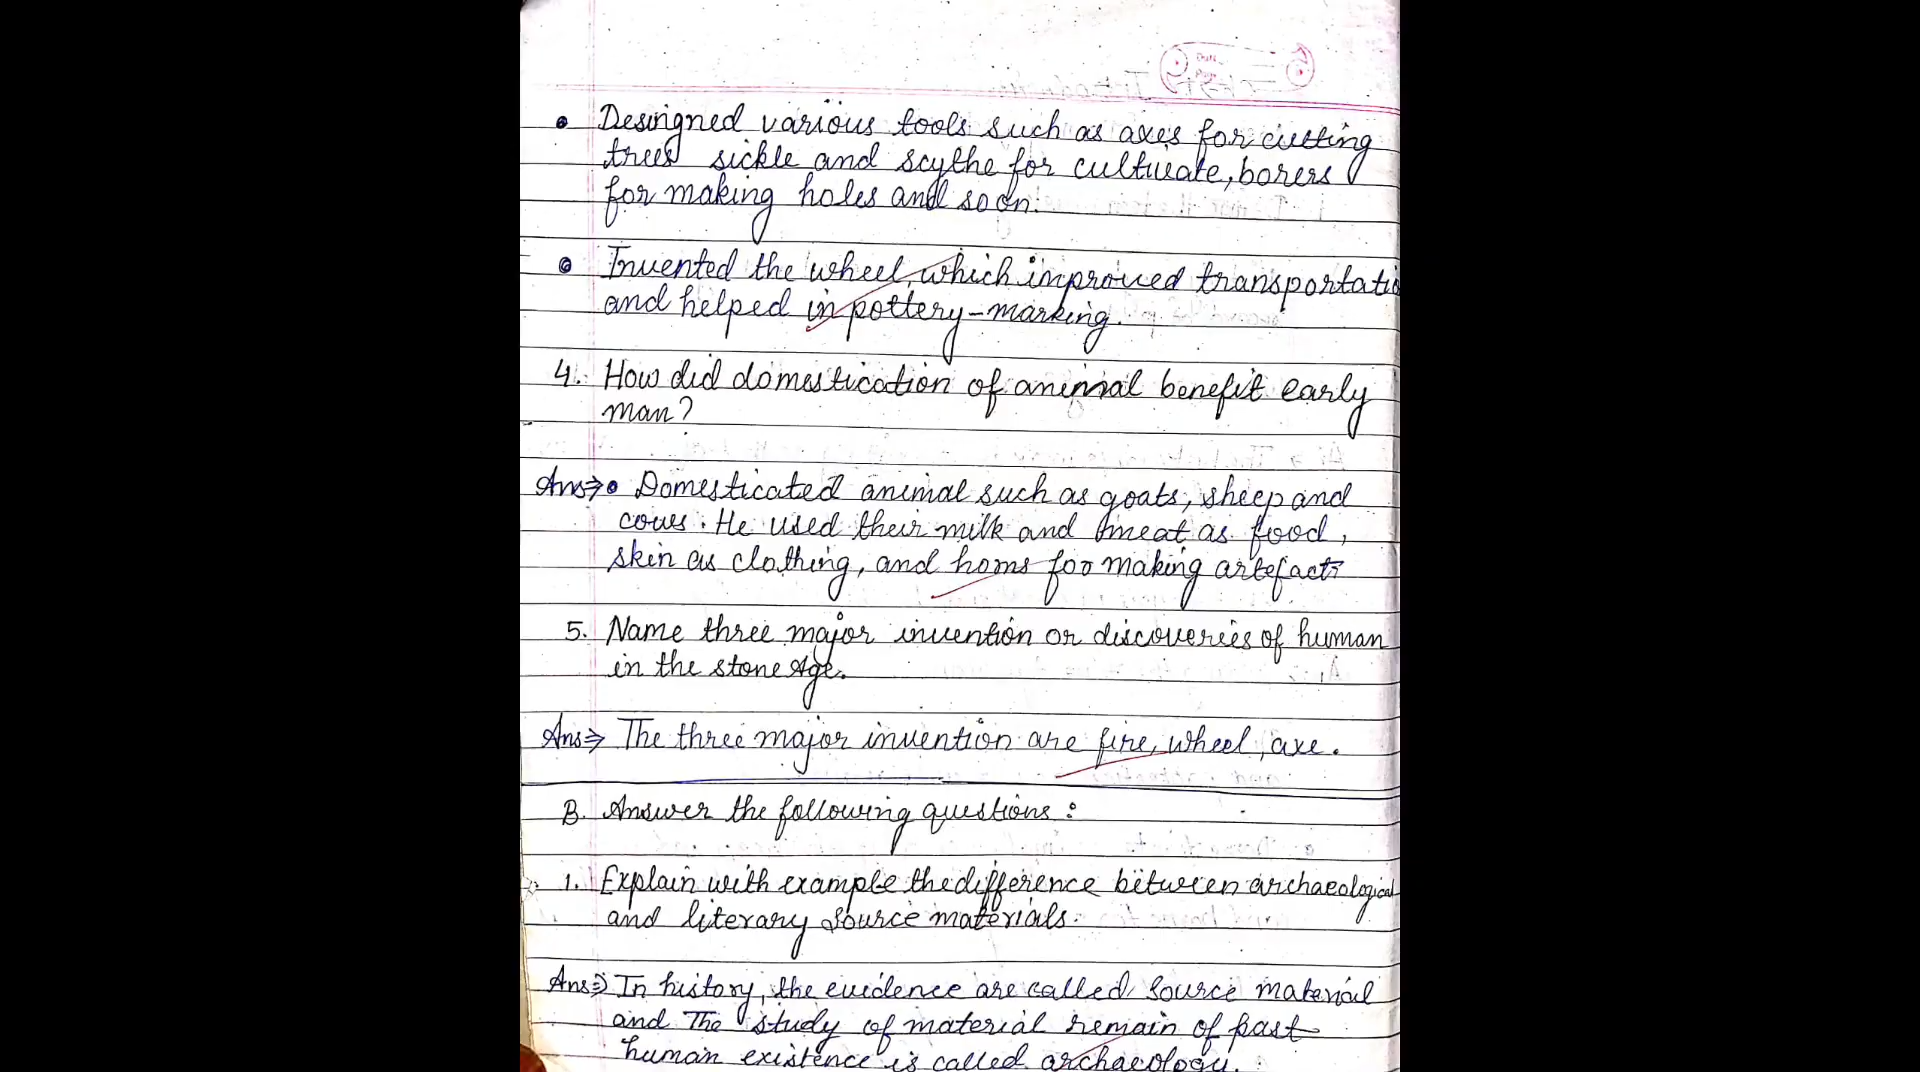 • Desingned various tools such as axes for cutting
trees sickle and scythe for cultivate, borers
for making holes and soon.
• Invented the wheel, which improved transportatio
and helped in pottery-marking.
4. How did domestication of animal benefit early
man?
Ans⇒• Domesticated animal such as goats, sheep and
cows. He used their milk and meat as food,
skin as clothing, and horns for making artefacts
5. Name three major invention or discoveries of human
in the stone Age.
Ans⇒ The three major invention are fire, wheel, axe.
B. Answer the following questions:
1. Explain with example the difference between archaeological
and literary source materials.
Ans⇒ In history, the evidence are called source material
and The study of material remain of past
human existence is called archaeology.